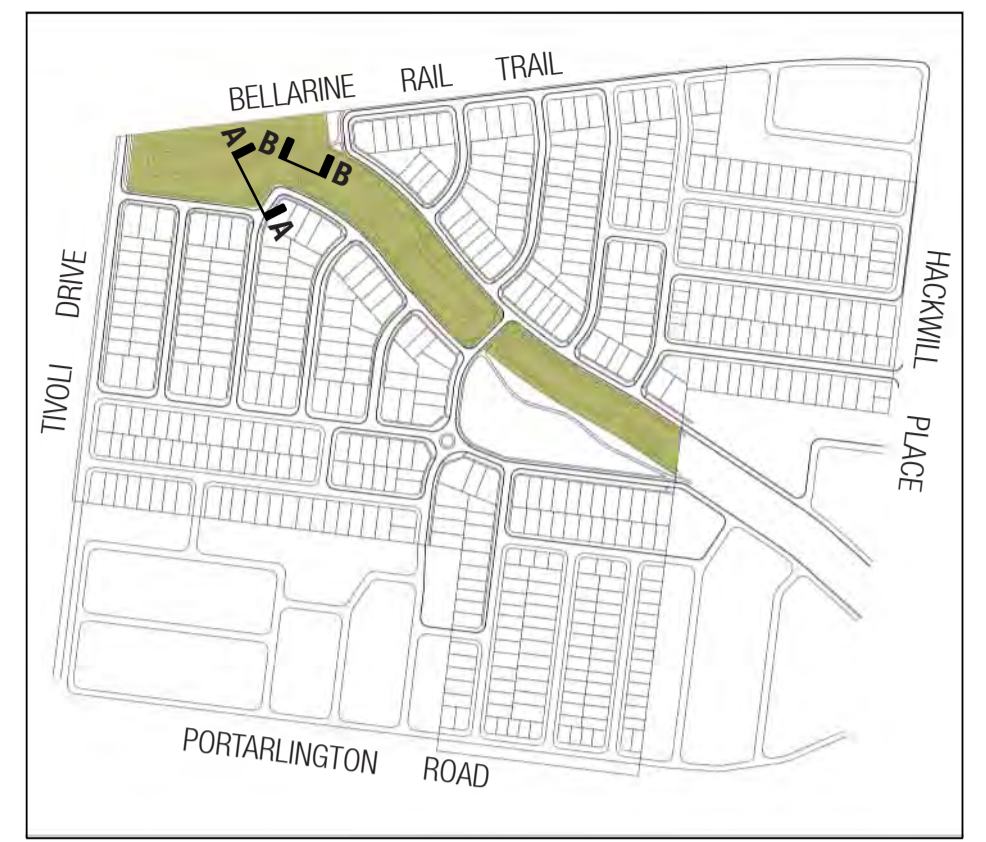 BELLARINE RAIL TRAIL
A
B
B
A
TIVOLI DRIVE
HACKWILL PLACE
PORTARLINGTON ROAD